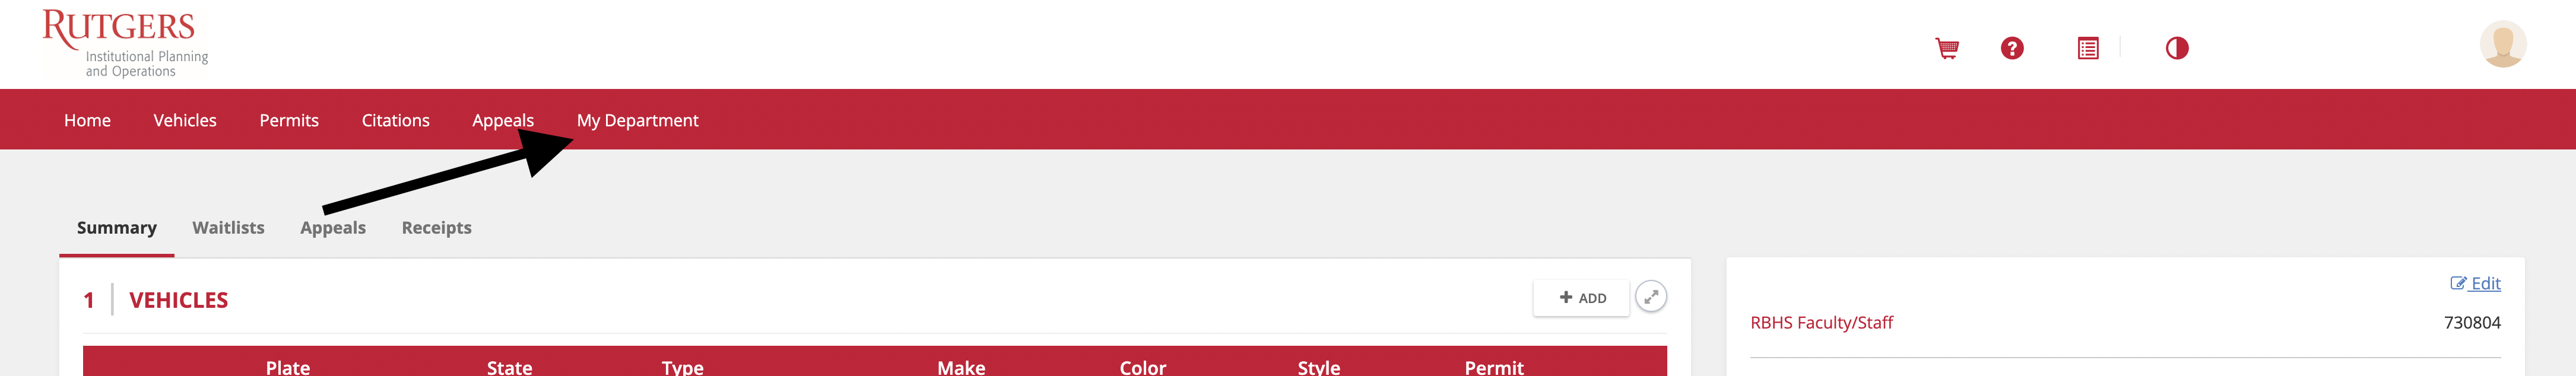 RUTGERS
Institutional Planning
and Operations
Home Vehicles Permits Citations Appeals My Department
Summary Waitlists Appeals Receipts
1 VEHICLES
ADD
Edit
RBHS Faculty/Staff 730804
Plate State Type Make Color Style Permit